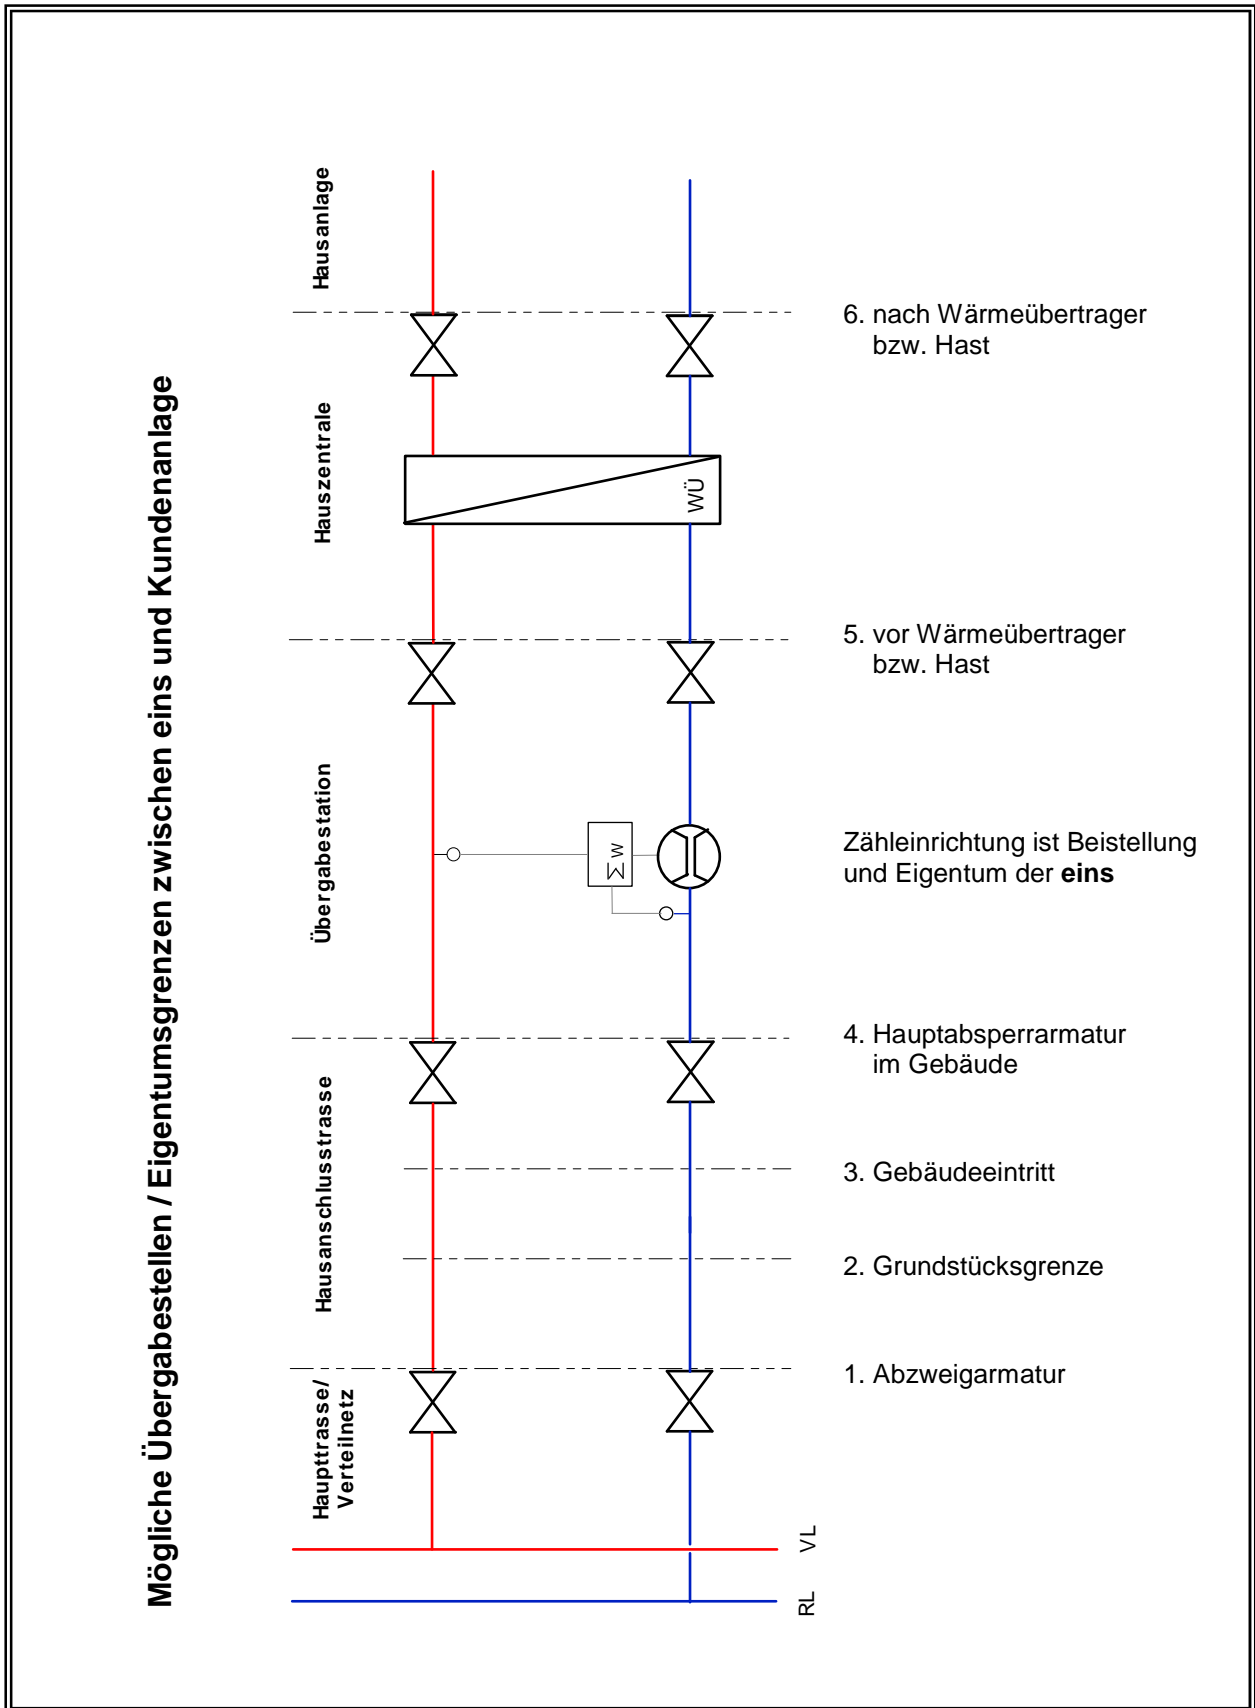 Mögliche Übergabestellen / Eigentumsgrenzen zwischen eins und Kundenanlage
Hausanlage
6. nach Wärmeübertrager
bzw. Hast
Hauszentrale
WÜ
5. vor Wärmeübertrager
bzw. Hast
Übergabestation
Σ W
Zähleinrichtung ist Beistellung
und Eigentum der eins
4. Hauptabsperrarmatur
im Gebäude
Hausanschlusstrasse
3. Gebäudeeintritt
2. Grundstücksgrenze
1. Abzweigarmatur
Haupttrasse/
Verteilnetz
VL
RL